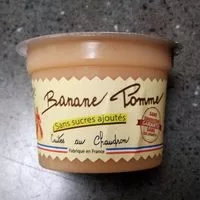 Banane Pomme
Sans sucres ajoutés
Cuites au Chaudron
Fabriqué en France